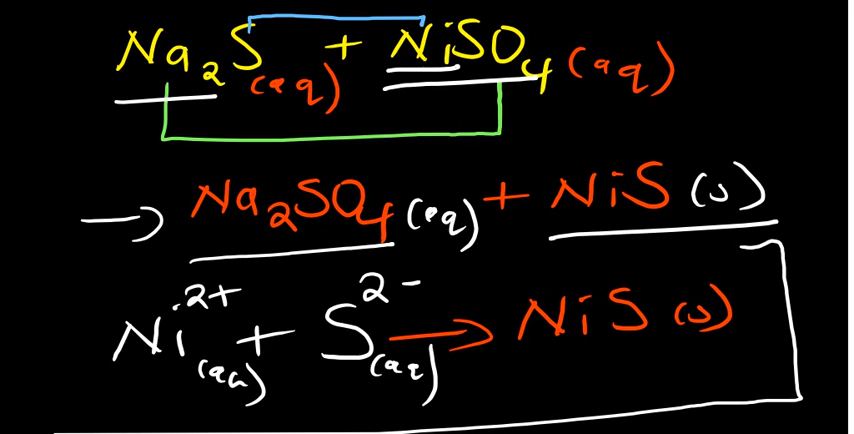 Na₂S(aq) + NiSO₄(aq)
→ Na₂SO₄(aq) + NiS(s)
Ni²⁺(aq) + S²⁻(aq) → NiS(s)